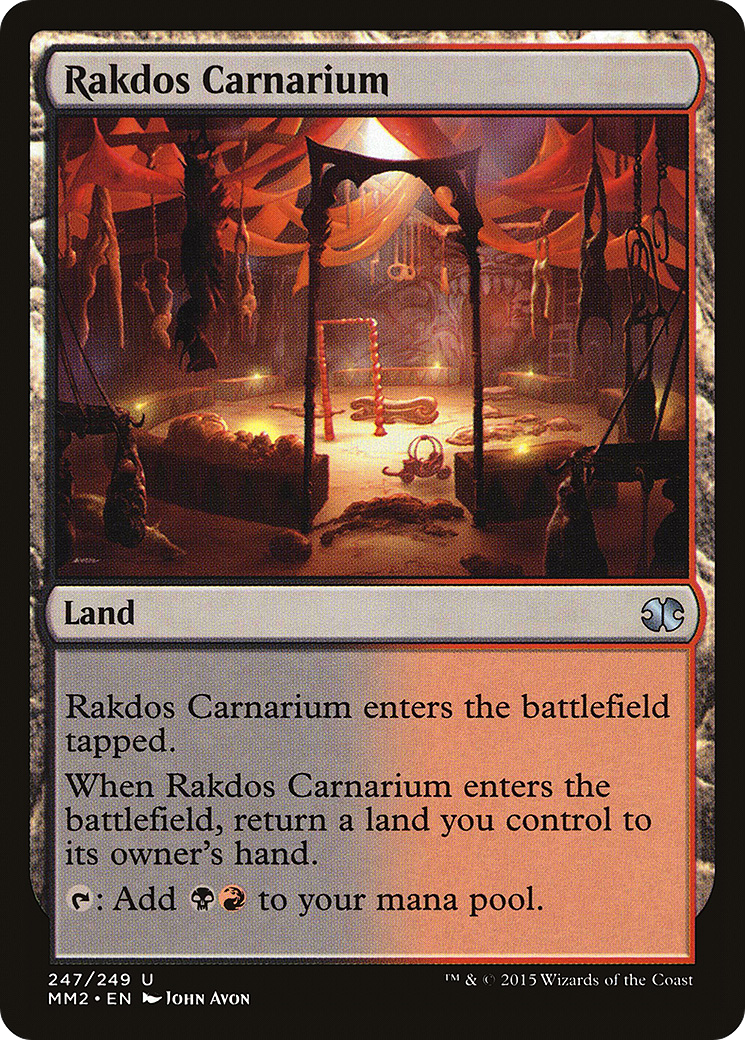 Rakdos Carnarium
AVON
Land
Rakdos Carnarium enters the battlefield
tapped.
When Rakdos Carnarium enters the
battlefield, return a land you control to
its owner's hand.
: Add to your mana pool.
247/249 U
™ & © 2015 Wizards of the Coast
MM2 • EN John Avon